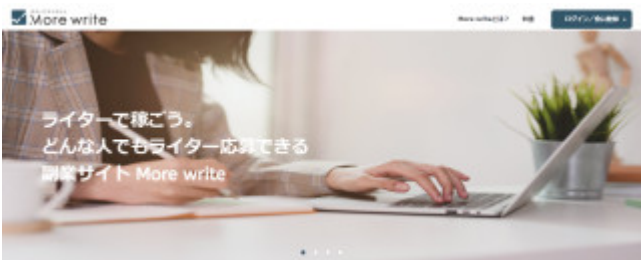 More write
More writeとは?
ログイン／新規登録
ライターで稼ごう。
どんな人でもライター応募できる
副業サイト More write